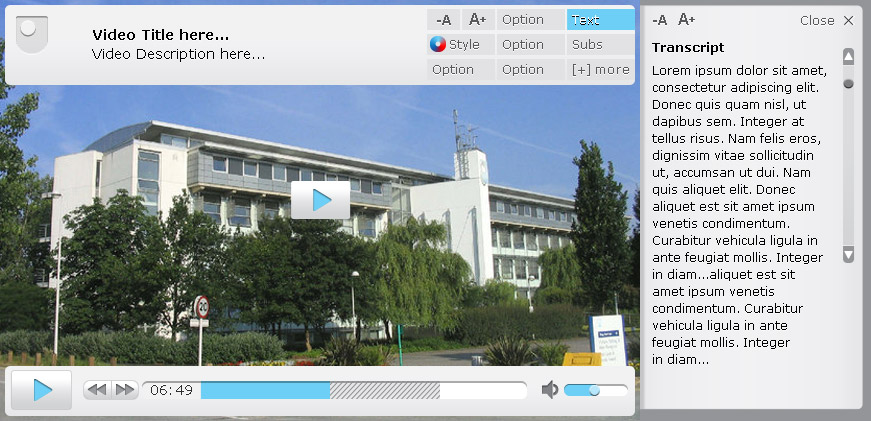 Video Title here...
Video Description here...
-A A+ Option Text
Style Option Subs
Option Option [+] more
-A A+ Close ×
Transcript
Lorem ipsum dolor sit amet,
consectetur adipiscing elit.
Donec quis quam nisl, ut
dapibus sem. Integer at
tellus risus. Nam felis eros,
dignissim vitae sollicitudin
ut, accumsan ut dui. Nam
quis aliquet elit. Donec
aliquet est sit amet ipsum
venetis condimentum.
Curabitur vehicula ligula in
ante feugiat mollis. Integer
in diam...aliquet est sit
amet ipsum venetis
condimentum. Curabitur
vehicula ligula in ante
feugiat mollis. Integer
in diam...
20
06:49